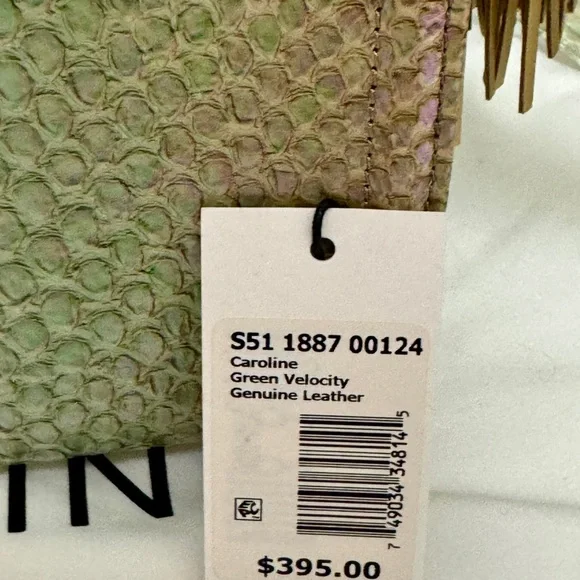 S51 1887 00124
Caroline
Green Velocity
Genuine Leather
7 49034 34814 5
$395.00
IN